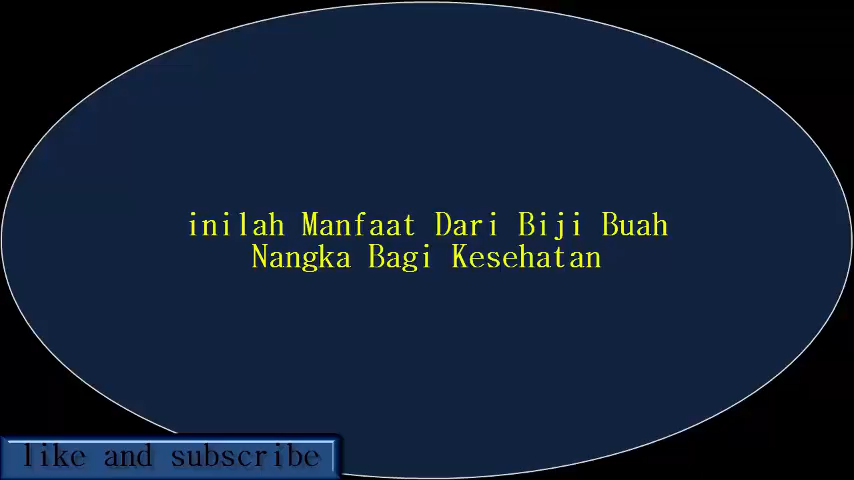 inilah Manfaat Dari Biji Buah
Nangka Bagi Kesehatan
like and subscribe